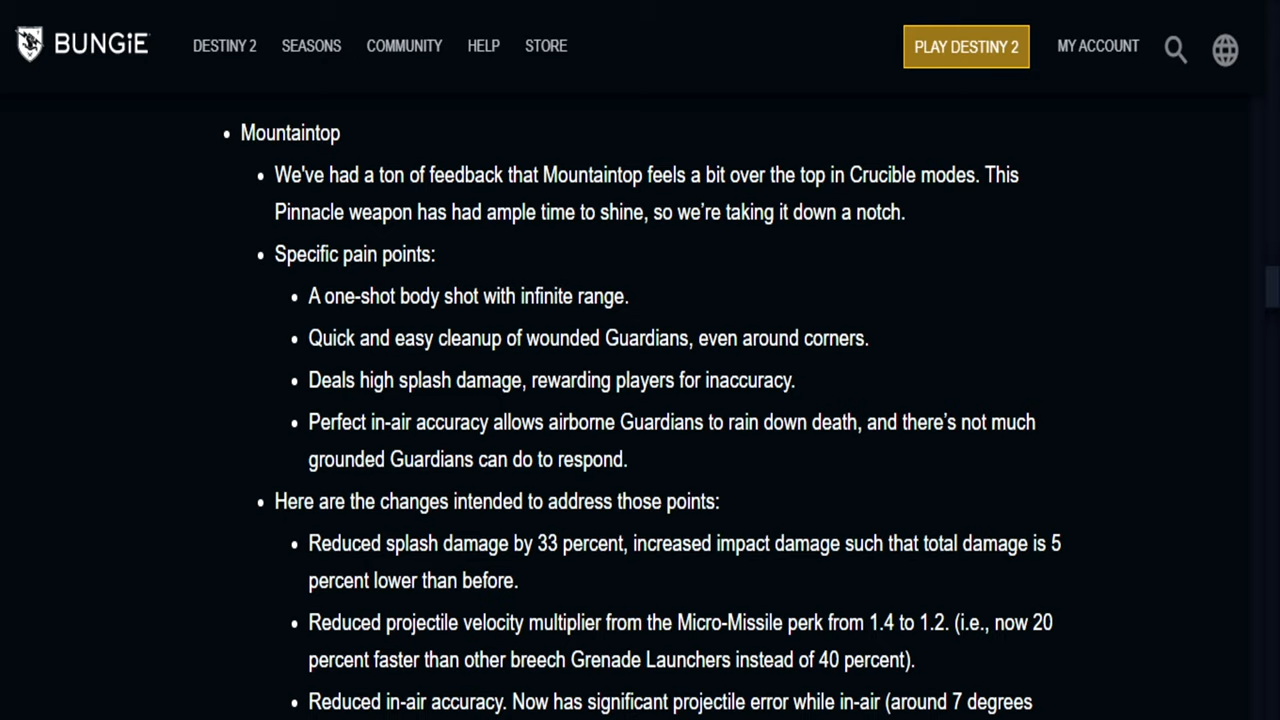 BUNGiE DESTINY 2 SEASONS COMMUNITY HELP STORE PLAY DESTINY 2 MY ACCOUNT
• Mountaintop
• We've had a ton of feedback that Mountaintop feels a bit over the top in Crucible modes. This
Pinnacle weapon has had ample time to shine, so we’re taking it down a notch.
• Specific pain points:
• A one-shot body shot with infinite range.
• Quick and easy cleanup of wounded Guardians, even around corners.
• Deals high splash damage, rewarding players for inaccuracy.
• Perfect in-air accuracy allows airborne Guardians to rain down death, and there’s not much
grounded Guardians can do to respond.
• Here are the changes intended to address those points:
• Reduced splash damage by 33 percent, increased impact damage such that total damage is 5
percent lower than before.
• Reduced projectile velocity multiplier from the Micro-Missile perk from 1.4 to 1.2. (i.e., now 20
percent faster than other breech Grenade Launchers instead of 40 percent).
• Reduced in-air accuracy. Now has significant projectile error while in-air (around 7 degrees